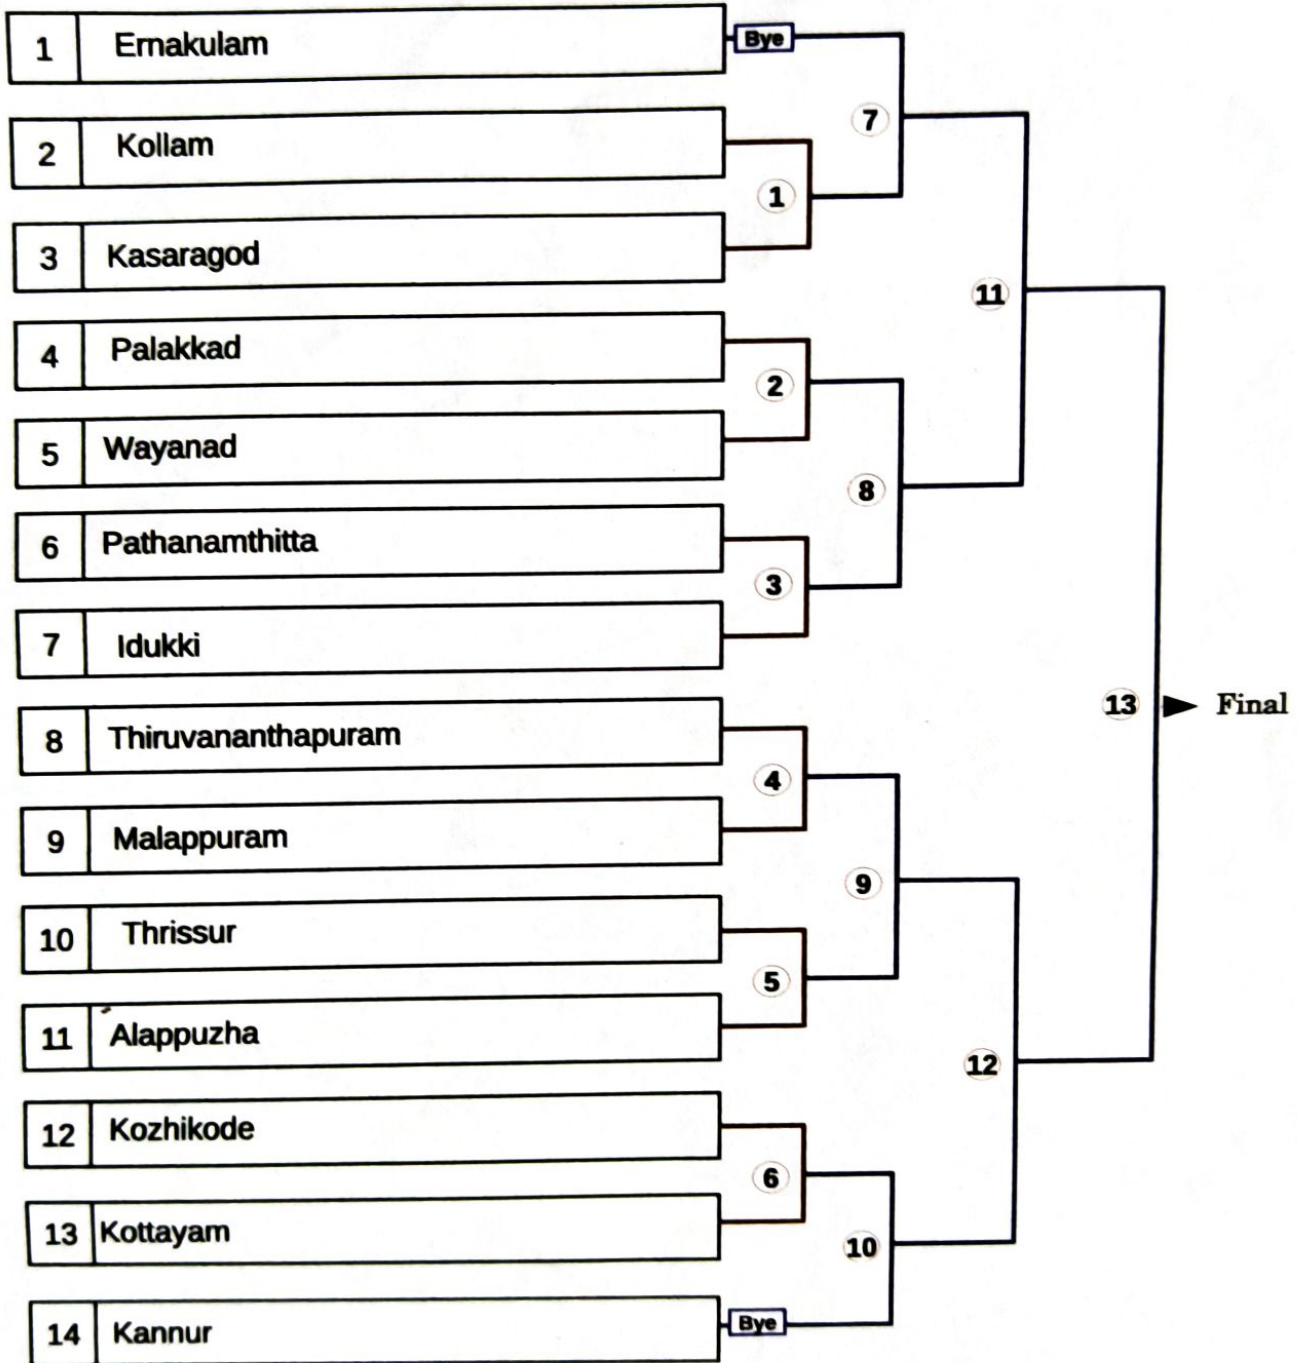 1 Ernakulam Bye
7
2 Kollam
1
3 Kasaragod
11
4 Palakkad
2
5 Wayanad
8
6 Pathanamthitta
3
7 Idukki
13 Final
8 Thiruvananthapuram
4
9 Malappuram
9
10 Thrissur
5
11 Alappuzha
12
12 Kozhikode
6
13 Kottayam
10
14 Kannur Bye